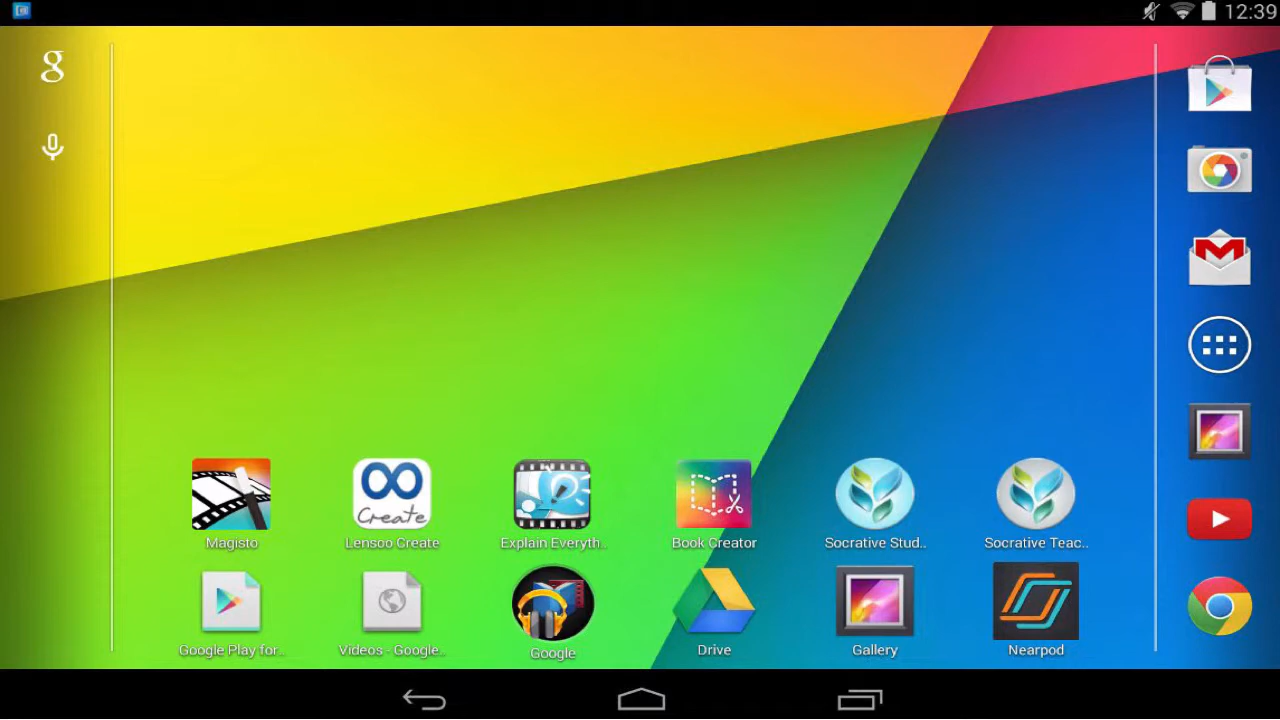 12:39
g
Create
Magisto
Lensoo Create
Explain Everyth..
Book Creator
Socrative Stud..
Socrative Teac..
Google Play for..
Videos - Google..
Google
Drive
Gallery
Nearpod